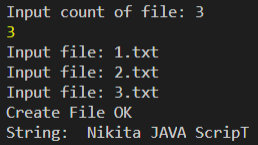 Input count of file: 3
3
Input file: 1.txt
Input file: 2.txt
Input file: 3.txt
Create File OK
String:  Nikita JAVA ScripT